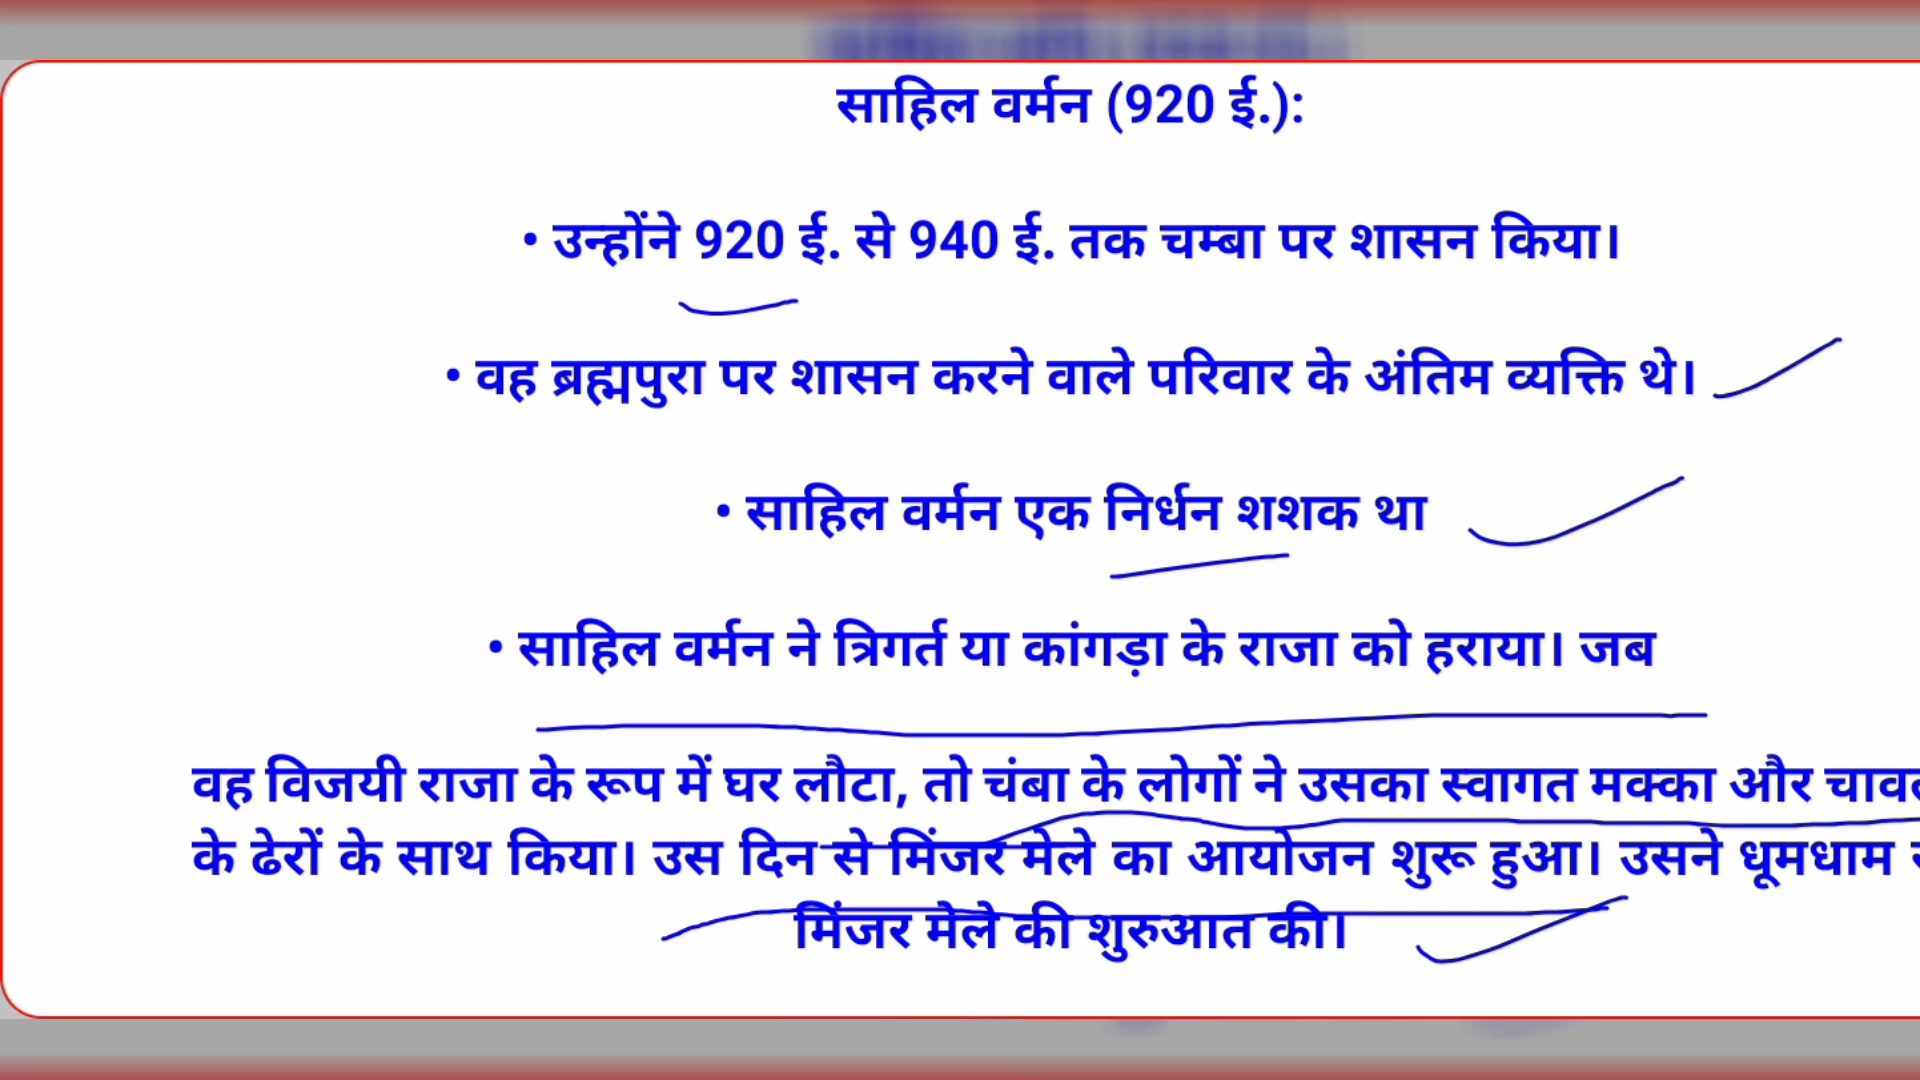 साहिल वर्मन (920 ई.):
• उन्होंने 920 ई. से 940 ई. तक चम्बा पर शासन किया।
• वह ब्रह्मपुरा पर शासन करने वाले परिवार के अंतिम व्यक्ति थे।
• साहिल वर्मन एक निर्धन शशक था
• साहिल वर्मन ने त्रिगर्त या कांगड़ा के राजा को हराया। जब
वह विजयी राजा के रूप में घर लौटा, तो चंबा के लोगों ने उसका स्वागत मक्का और
के ढेरों के साथ किया। उस दिन से मिंजर मेले का आयोजन शुरू हुआ। उसने धूमधाम
मिंजर मेले की शुरुआत की।